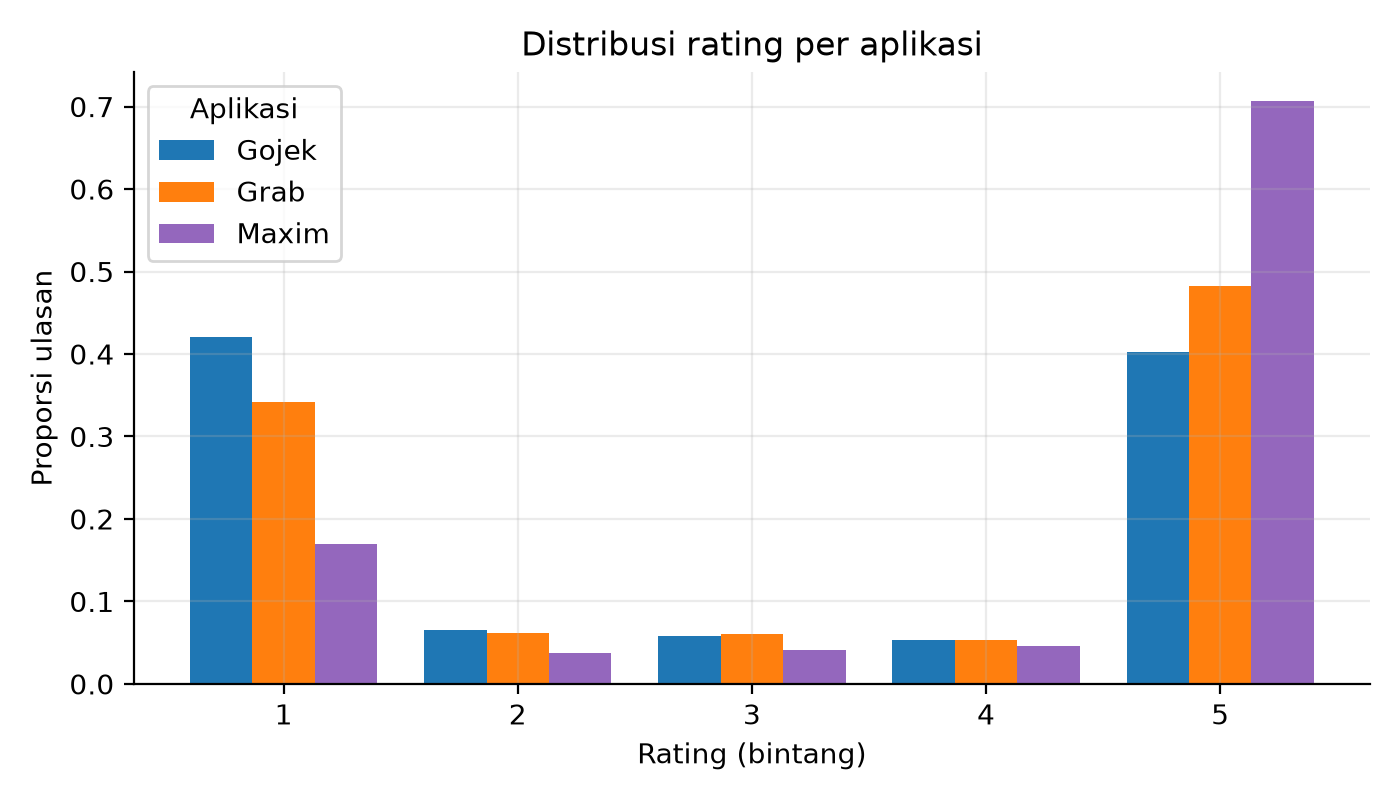 Distribusi rating per aplikasi
Aplikasi
Gojek
Grab
Maxim
Proporsi ulasan
0.7
0.6
0.5
0.4
0.3
0.2
0.1
0.0
1 2 3 4 5
Rating (bintang)